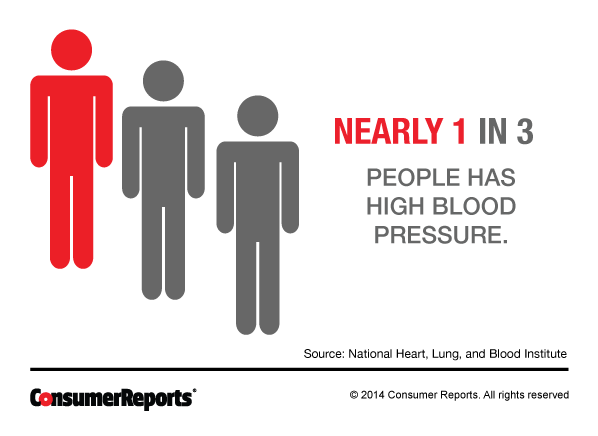 NEARLY 1 IN 3
PEOPLE HAS
HIGH BLOOD
PRESSURE.
Source: National Heart, Lung, and Blood Institute
ConsumerReports®
© 2014 Consumer Reports. All rights reserved